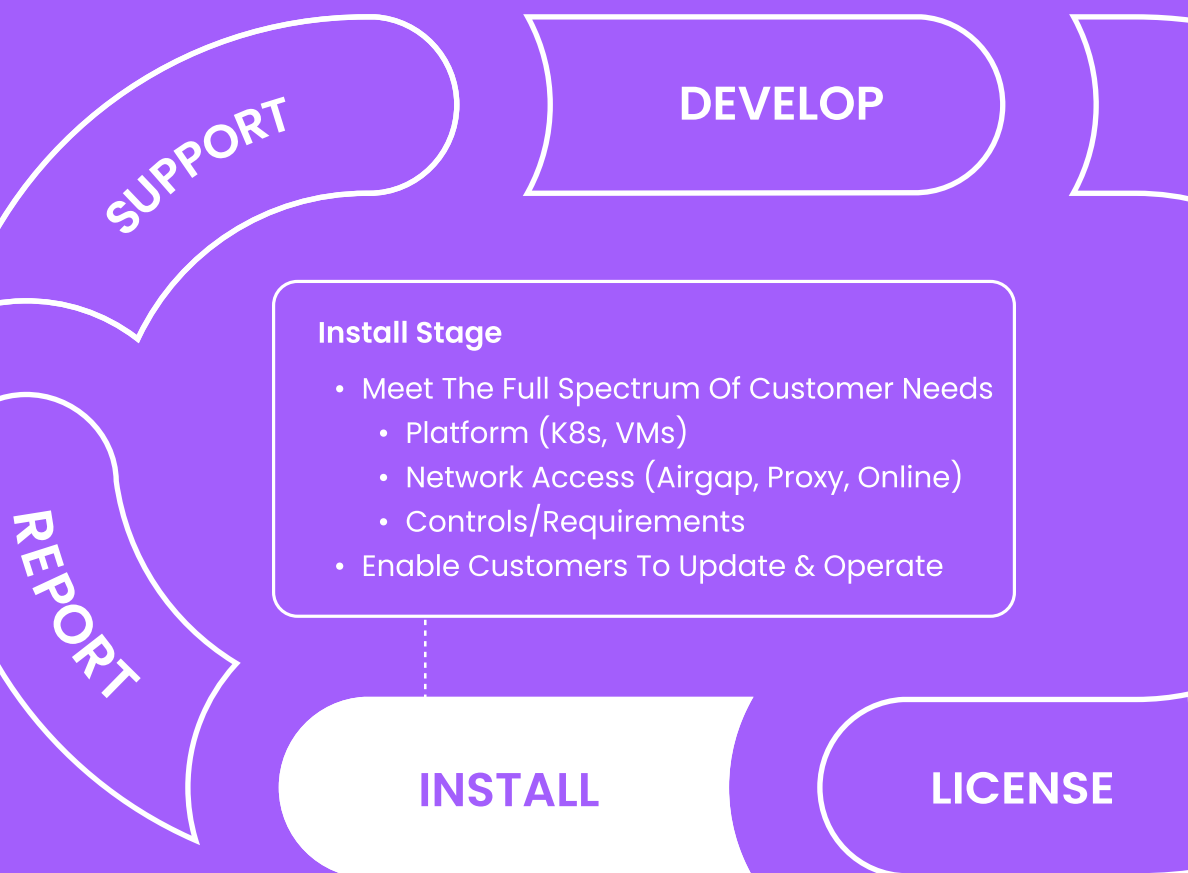 SUPPORT
DEVELOP
Install Stage
• Meet The Full Spectrum Of Customer Needs
• Platform (K8s, VMs)
• Network Access (Airgap, Proxy, Online)
• Controls/Requirements
• Enable Customers To Update & Operate
REPORT
INSTALL
LICENSE